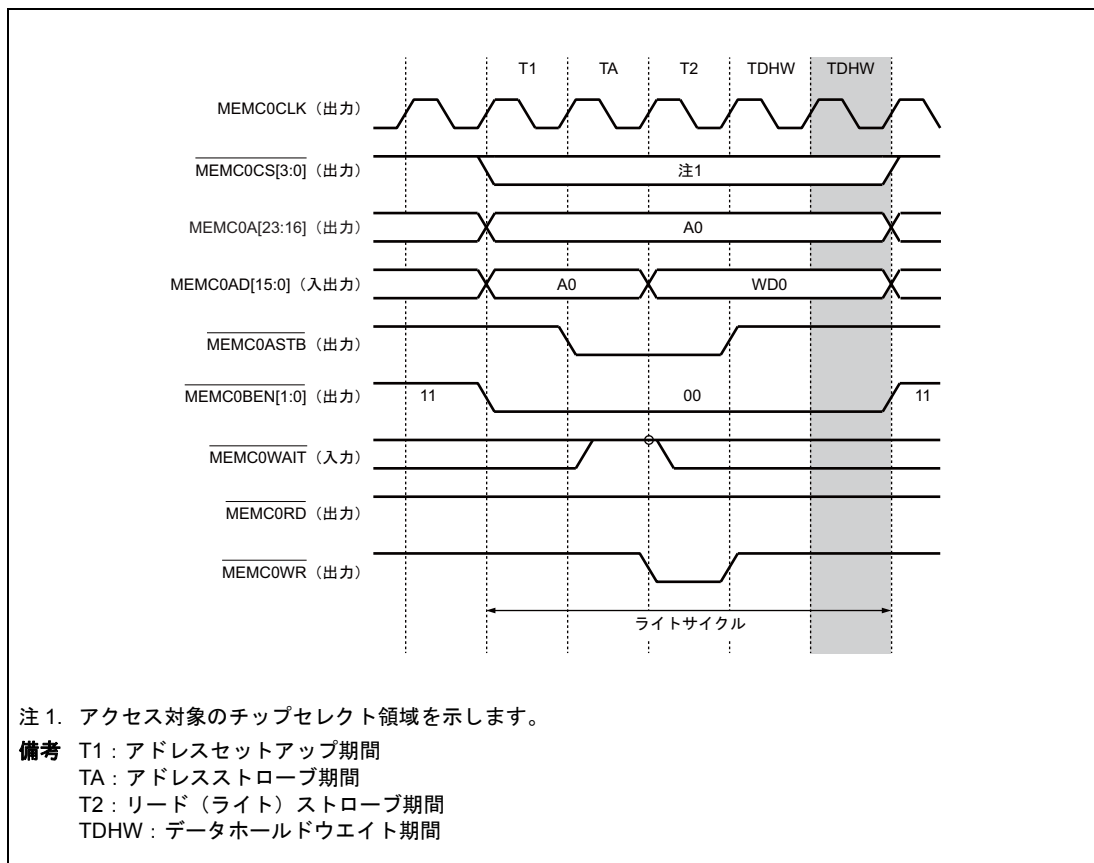 T1 TA T2 TDHW TDHW
MEMC0CLK（出力）
MEMC0CS[3:0]（出力） 注1
MEMC0A[23:16]（出力） A0
MEMC0AD[15:0]（入出力） A0 WD0
MEMC0ASTB（出力）
MEMC0BEN[1:0]（出力） 11 00 11
MEMC0WAIT（入力）
MEMC0RD（出力）
MEMC0WR（出力）
ライトサイクル
注 1. アクセス対象のチップセレクト領域を示します。
備考 T1：アドレスセットアップ期間
TA：アドレスストローブ期間
T2：リード（ライト）ストローブ期間
TDHW：データホールドウエイト期間